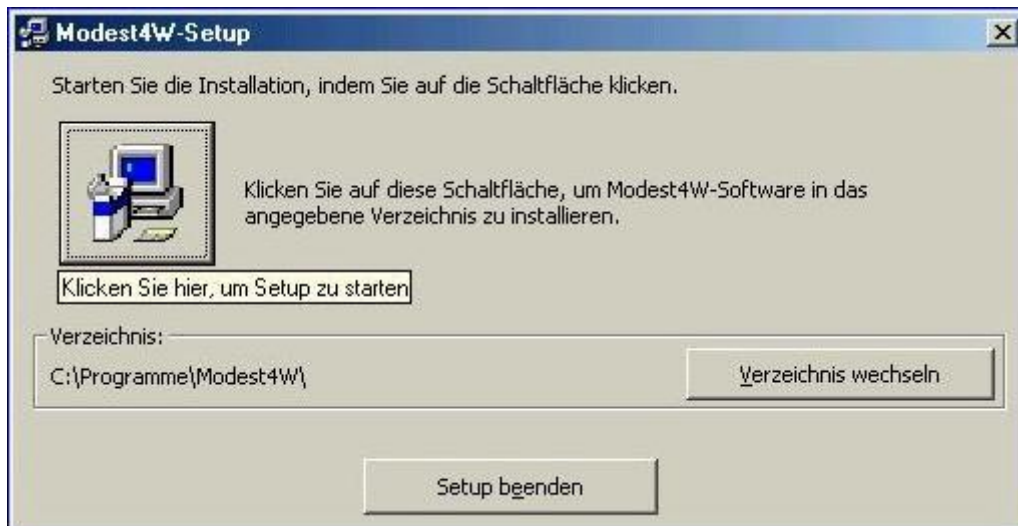 Modest4W-Setup
Starten Sie die Installation, indem Sie auf die Schaltfläche klicken.
Klicken Sie auf diese Schaltfläche, um Modest4W-Software in das
angegebene Verzeichnis zu installieren.
Klicken Sie hier, um Setup zu starten
Verzeichnis:
C:\Programme\Modest4W\
Verzeichnis wechseln
Setup beenden